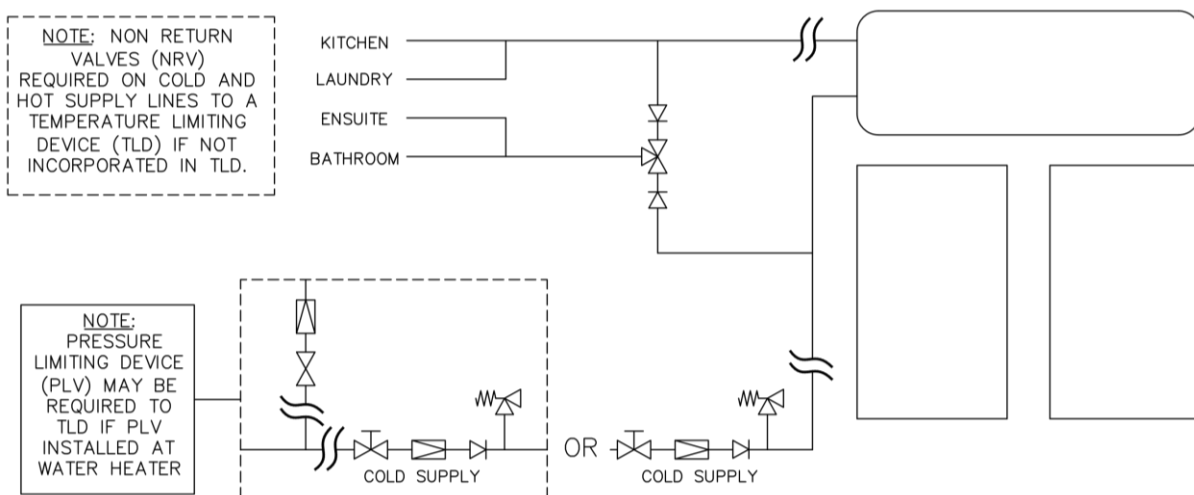 NOTE: NON RETURN
VALVES (NRV)
REQUIRED ON COLD AND
HOT SUPPLY LINES TO A
TEMPERATURE LIMITING
DEVICE (TLD) IF NOT
INCORPORATED IN TLD.
KITCHEN
LAUNDRY
ENSUITE
BATHROOM
NOTE:
PRESSURE
LIMITING DEVICE
(PLV) MAY BE
REQUIRED TO
TLD IF PLV
INSTALLED AT
WATER HEATER
COLD SUPPLY
OR
COLD SUPPLY